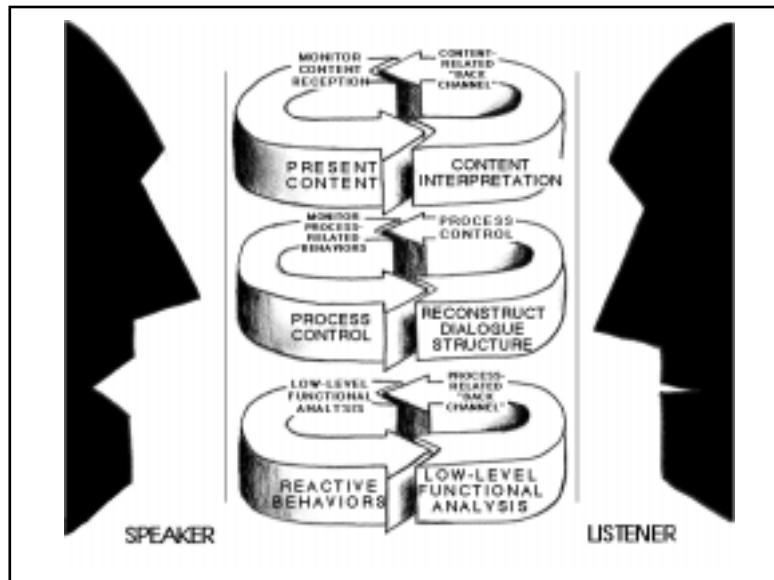 MONITOR
CONTENT
RECEPTION
CONTENT-
RELATED
"BACK
CHANNEL"
PRESENT
CONTENT
CONTENT
INTERPRETATION
MONITOR
PROCESS-
RELATED
BEHAVIORS
PROCESS
CONTROL
PROCESS
CONTROL
RECONSTRUCT
DIALOGUE
STRUCTURE
LOW-LEVEL
FUNCTIONAL
ANALYSIS
PROCESS-
RELATED
"BACK
CHANNEL"
REACTIVE
BEHAVIORS
LOW-LEVEL
FUNCTIONAL
ANALYSIS
SPEAKER
LISTENER